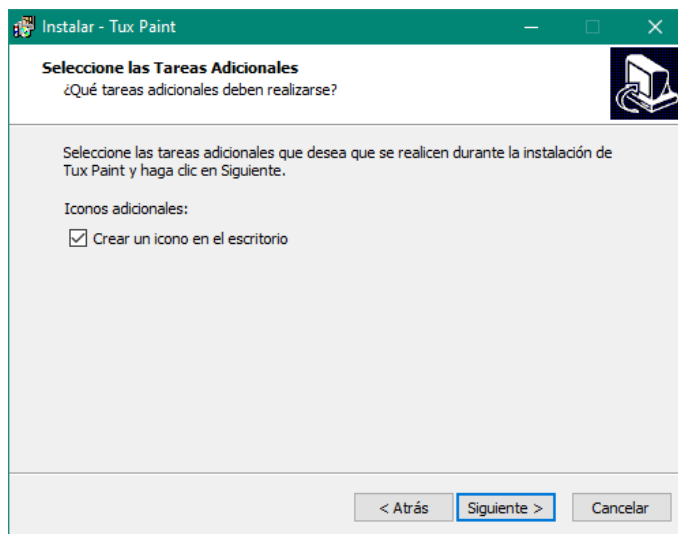 Instalar - Tux Paint
Seleccione las Tareas Adicionales
¿Qué tareas adicionales deben realizarse?
Seleccione las tareas adicionales que desea que se realicen durante la instalación de
Tux Paint y haga clic en Siguiente.
Iconos adicionales:
Crear un icono en el escritorio
< Atrás
Siguiente >
Cancelar